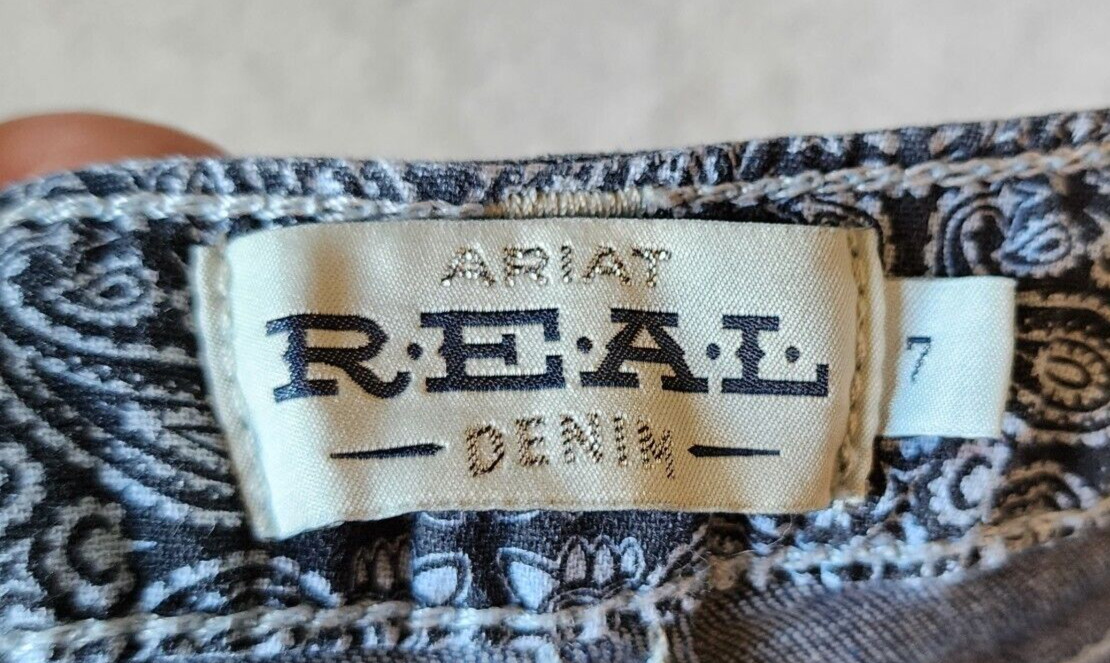 ARIAT
R·E·A·L·
DENIM
7